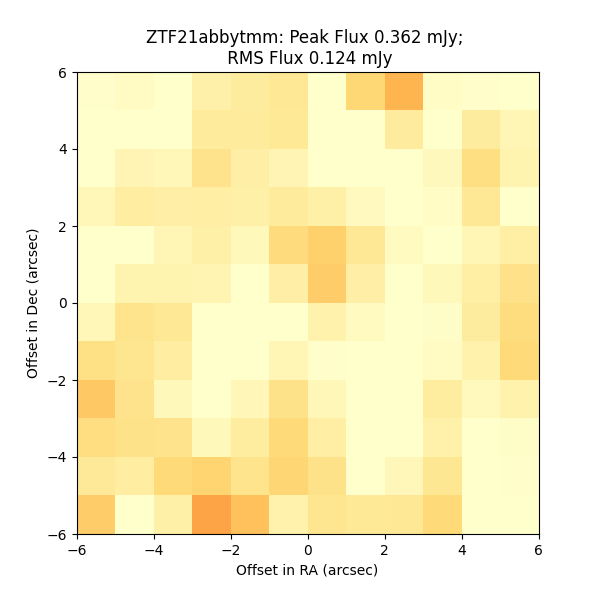 ZTF21abbytmm: Peak Flux 0.362 mJy;
RMS Flux 0.124 mJy
6
4
2
0
−2
−4
−6
Offset in Dec (arcsec)
−6 −4 −2 0 2 4 6
Offset in RA (arcsec)